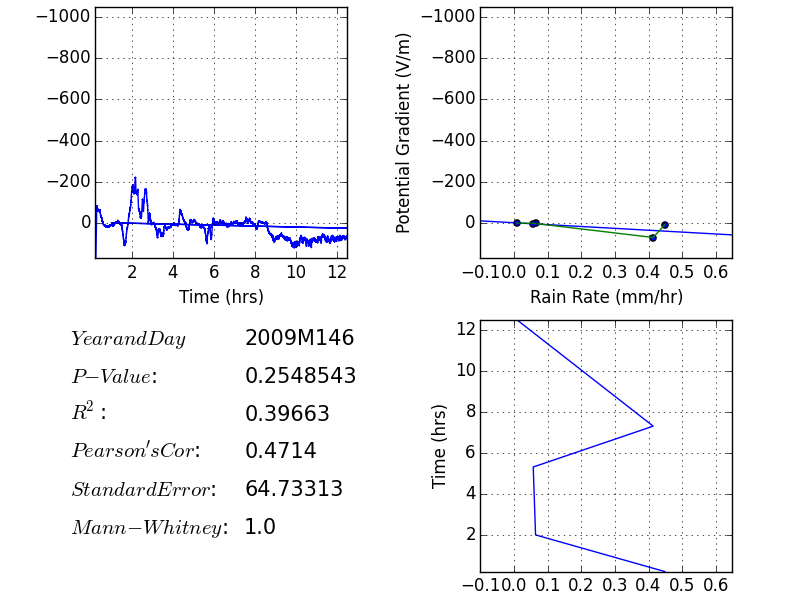 −1000
−800
−600
−400
−200
0
2 4 6 8 10 12
Time (hrs)
Potential Gradient (V/m)
−1000
−800
−600
−400
−200
0
−0.1 0.0 0.1 0.2 0.3 0.4 0.5 0.6
Rain Rate (mm/hr)
YearandDay 2009M146
P−Value: 0.2548543
R²: 0.39663
Pearson'sCor: 0.4714
StandardError: 64.73313
Mann−Whitney: 1.0
Time (hrs)
12
10
8
6
4
2
−0.1 0.0 0.1 0.2 0.3 0.4 0.5 0.6